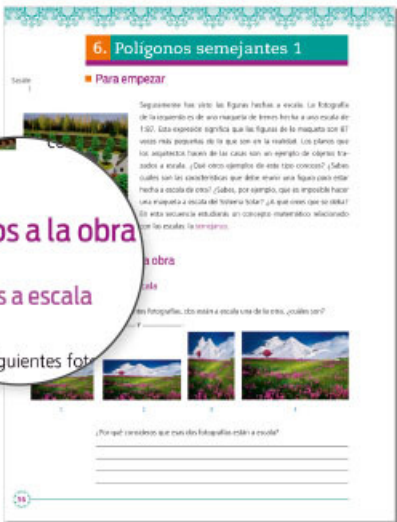 6. Polígonos semejantes 1
Para empezar
Seguramente has visto las figuras hechas a escala. La fotografía
de la izquierda es de una maqueta de trenes hecha a una escala de
1:87. Esta expresión significa que las figuras de la maqueta son 87
veces más pequeñas de lo que son en la realidad. Los planos que
los arquitectos hacen de las casas son un ejemplo de objetos tra-
zados a escala. ¿Qué otros ejemplos de este tipo conoces? ¿Sabes
cuáles son las características que debe reunir una figura para estar
hecha a escala de otra? ¿Sabes, por ejemplo, que es imposible hacer
una maqueta a escala del Sistema Solar? ¿A qué crees que se deba?
En esta secuencia estudiarás un concepto matemático relacionado
con las escalas: la semejanza.
os a la obra
a obra
s a escala
cala
tes fotografías, dos están a escala una de la otra, ¿cuáles son?
y
guientes fot
1 2 3 4
¿Por qué consideras que esas dos fotografías están a escala?